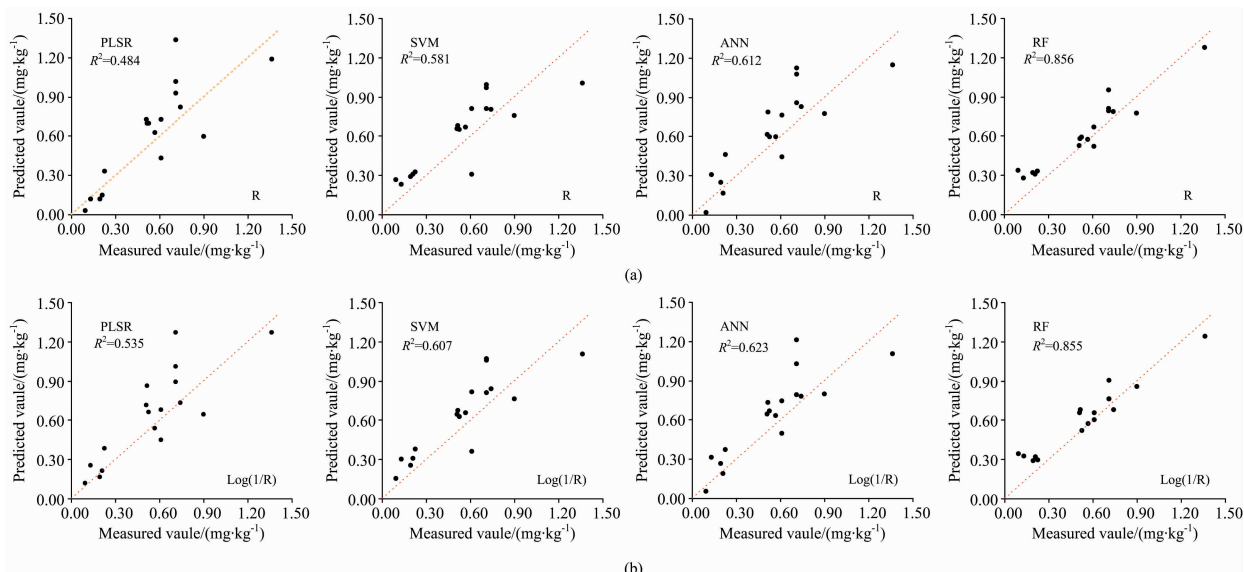 1.50
1.20
0.90
0.60
0.30
0.00
Predicted vaule/(mg·kg⁻¹)
PLSR
R²=0.484
R
0.00 0.30 0.60 0.90 1.20 1.50
Measured vaule/(mg·kg⁻¹)
1.50
1.20
0.90
0.60
0.30
0.00
Predicted vaule/(mg·kg⁻¹)
SVM
R²=0.581
R
0.00 0.30 0.60 0.90 1.20 1.50
Measured vaule/(mg·kg⁻¹)
1.50
1.20
0.90
0.60
0.30
0.00
Predicted vaule/(mg·kg⁻¹)
ANN
R²=0.612
R
0.00 0.30 0.60 0.90 1.20 1.50
Measured vaule/(mg·kg⁻¹)
1.50
1.20
0.90
0.60
0.30
0.00
Predicted vaule/(mg·kg⁻¹)
RF
R²=0.856
R
0.00 0.30 0.60 0.90 1.20 1.50
Measured vaule/(mg·kg⁻¹)
(a)
1.50
1.20
0.90
0.60
0.30
0.00
Predicted vaule/(mg·kg⁻¹)
PLSR
R²=0.535
Log(1/R)
0.00 0.30 0.60 0.90 1.20 1.50
Measured vaule/(mg·kg⁻¹)
1.50
1.20
0.90
0.60
0.30
0.00
Predicted vaule/(mg·kg⁻¹)
SVM
R²=0.607
Log(1/R)
0.00 0.30 0.60 0.90 1.20 1.50
Measured vaule/(mg·kg⁻¹)
1.50
1.20
0.90
0.60
0.30
0.00
Predicted vaule/(mg·kg⁻¹)
ANN
R²=0.623
Log(1/R)
0.00 0.30 0.60 0.90 1.20 1.50
Measured vaule/(mg·kg⁻¹)
1.50
1.20
0.90
0.60
0.30
0.00
Predicted vaule/(mg·kg⁻¹)
RF
R²=0.855
Log(1/R)
0.00 0.30 0.60 0.90 1.20 1.50
Measured vaule/(mg·kg⁻¹)
(b)